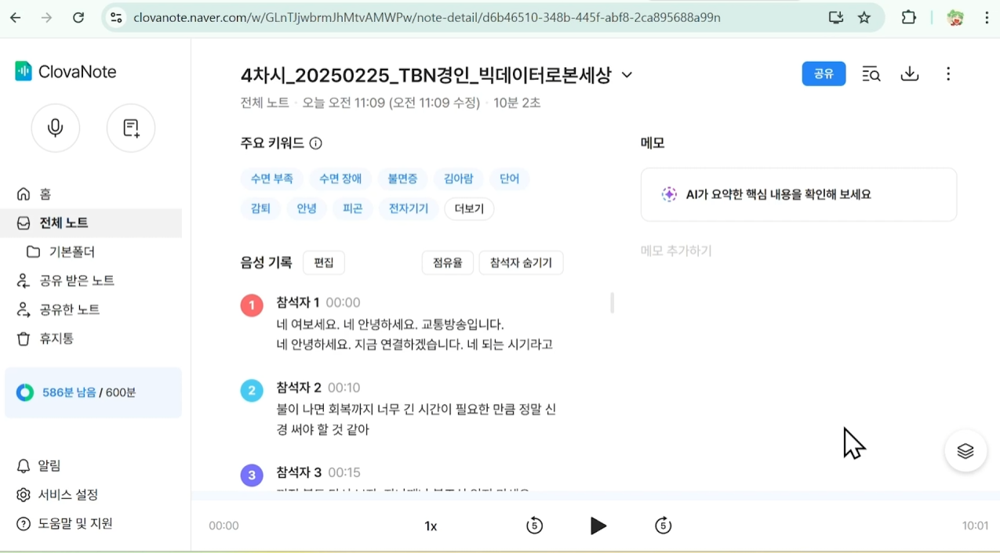 clovanote.naver.com/w/GLnTJjwbrmJhMtvAMWPw/note-detail/d6b46510-348b-445f-abf8-2ca895688a99n
ClovaNote
홈
전체 노트
기본폴더
공유 받은 노트
공유한 노트
휴지통
586분 남음 / 600분
알림
서비스 설정
도움말 및 지원
4차시_20250225_TBN경인_빅데이터로본세상
공유
전체 노트 · 오늘 오전 11:09 (오전 11:09 수정) · 10분 2초
주요 키워드
수면 부족 수면 장애 불면증 김아람 단어
감퇴 안녕 피곤 전자기기 더보기
음성 기록 편집 점유율 참석자 숨기기
1 참석자 1 00:00
네 여보세요. 네 안녕하세요. 교통방송입니다.
네 안녕하세요. 지금 연결하겠습니다. 네 되는 시기라고
2 참석자 2 00:10
불이 나면 회복까지 너무 긴 시간이 필요한 만큼 정말 신
경 써야 할 것 같아
3 참석자 3 00:15
메모
AI가 요약한 핵심 내용을 확인해 보세요
메모 추가하기
00:00 1x 5 5 10:01